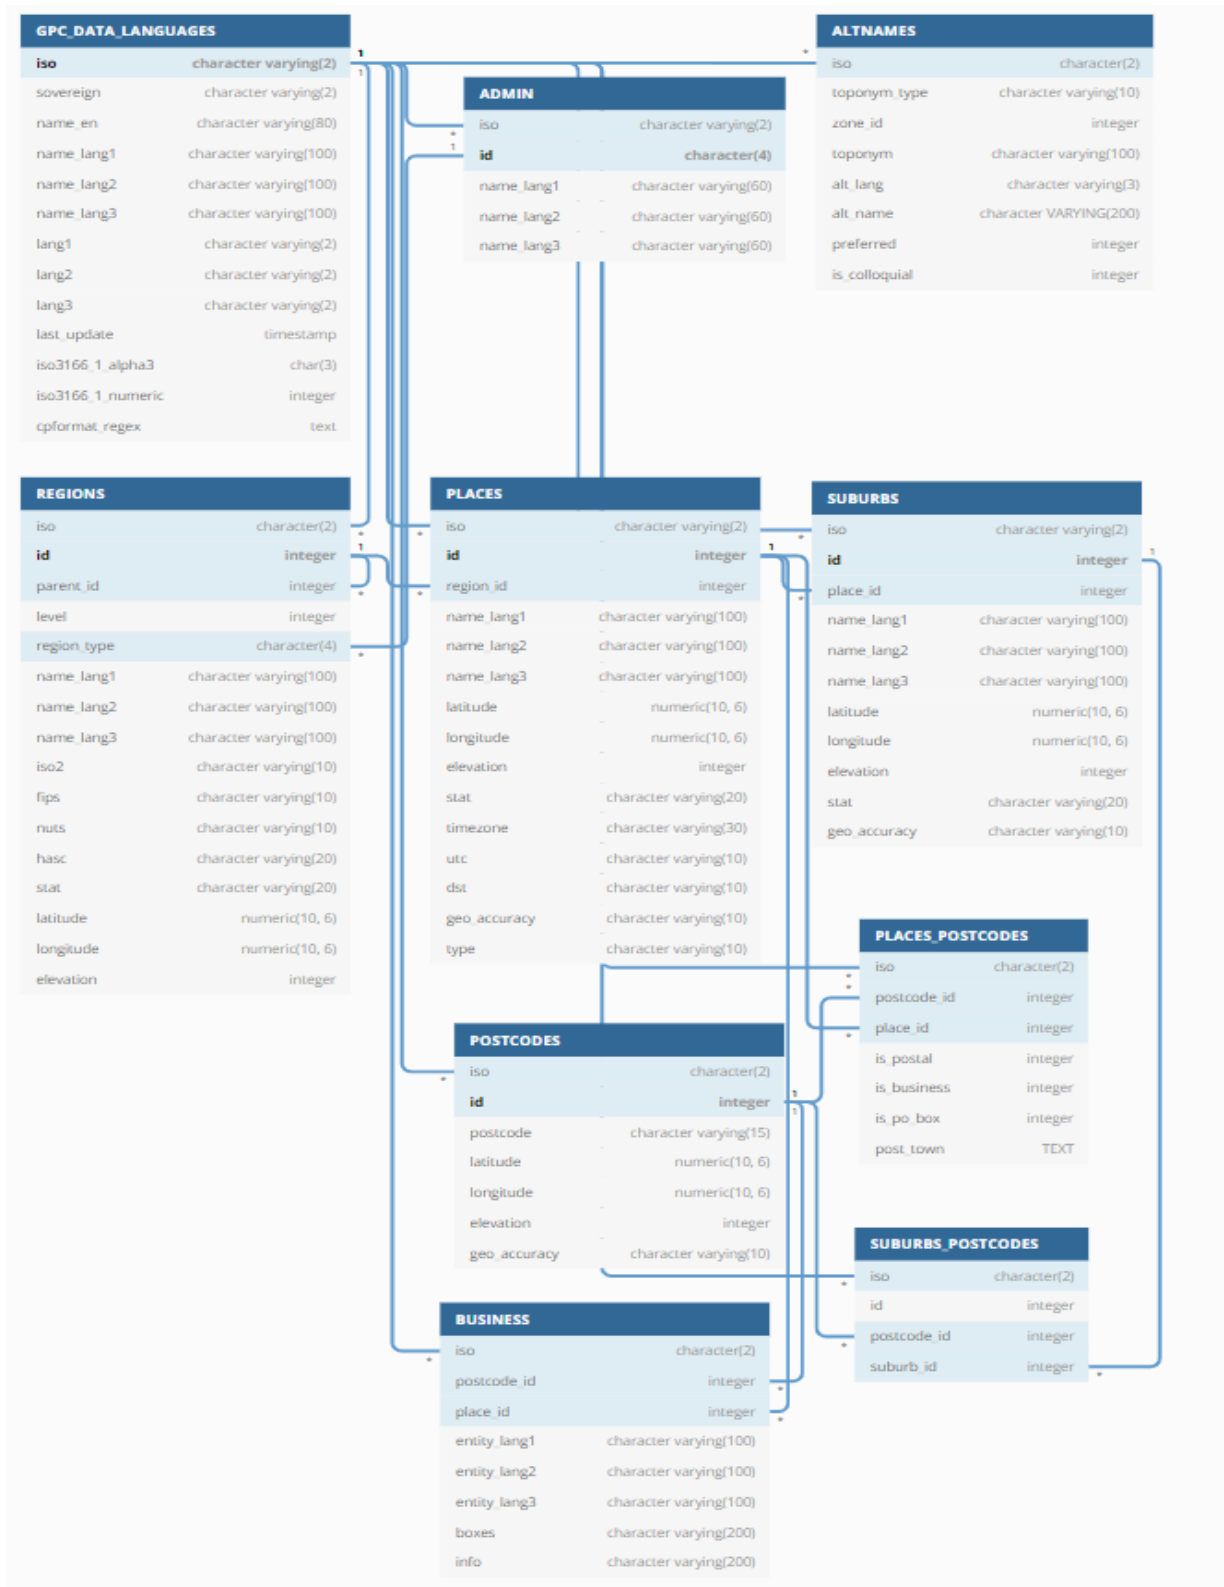 GPC_DATA_LANGUAGES
iso character varying(2)
sovereign character varying(2)
name_en character varying(80)
name_lang1 character varying(100)
name_lang2 character varying(100)
name_lang3 character varying(100)
lang1 character varying(2)
lang2 character varying(2)
lang3 character varying(2)
last_update timestamp
iso3166_1_alpha3 char(3)
iso3166_1_numeric integer
cpformat_regex text
1
1
ADMIN
iso character varying(2)
id character(4)
name_lang1 character varying(60)
name_lang2 character varying(60)
name_lang3 character varying(60)
*
1
ALTNAMES
iso character(2)
toponym_type character varying(10)
zone_id integer
toponym character varying(100)
alt_lang character varying(3)
alt_name character VARYING(200)
preferred integer
is_colloquial integer
*
REGIONS
iso character(2)
id integer
parent_id integer
level integer
region_type character(4)
name_lang1 character varying(100)
name_lang2 character varying(100)
name_lang3 character varying(100)
iso2 character varying(10)
fips character varying(10)
nuts character varying(10)
hasc character varying(20)
stat character varying(20)
latitude numeric(10, 6)
longitude numeric(10, 6)
elevation integer
*
1
*
*
PLACES
iso character varying(2)
id integer
region_id integer
name_lang1 character varying(100)
name_lang2 character varying(100)
name_lang3 character varying(100)
latitude numeric(10, 6)
longitude numeric(10, 6)
elevation integer
stat character varying(20)
timezone character varying(30)
utc character varying(10)
dst character varying(10)
geo_accuracy character varying(10)
type character varying(10)
*
*
1
SUBURBS
iso character varying(2)
id integer
place_id integer
name_lang1 character varying(100)
name_lang2 character varying(100)
name_lang3 character varying(100)
latitude numeric(10, 6)
longitude numeric(10, 6)
elevation integer
stat character varying(20)
geo_accuracy character varying(10)
*
*
1
PLACES_POSTCODES
iso character(2)
postcode_id integer
place_id integer
is_postal integer
is_business integer
is_po_box integer
post_town TEXT
*
*
*
POSTCODES
iso character(2)
id integer
postcode character varying(15)
latitude numeric(10, 6)
longitude numeric(10, 6)
elevation integer
geo_accuracy character varying(10)
*
1
1
SUBURBS_POSTCODES
iso character(2)
id integer
postcode_id integer
suburb_id integer
*
*
*
BUSINESS
iso character(2)
postcode_id integer
place_id integer
entity_lang1 character varying(100)
entity_lang2 character varying(100)
entity_lang3 character varying(100)
boxes character varying(200)
info character varying(200)
*
*
*